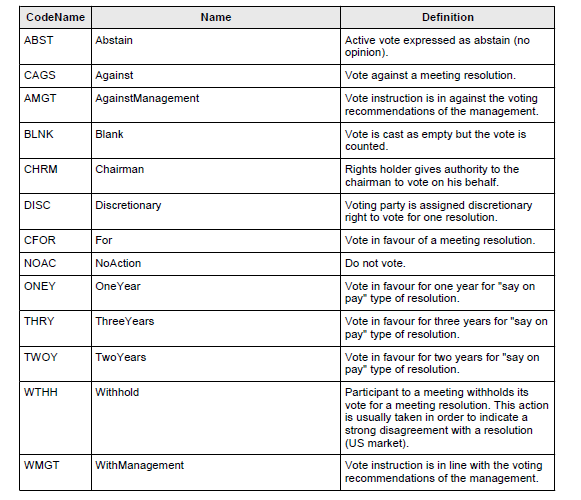 CodeName Name Definition
ABST Abstain Active vote expressed as abstain (no
opinion).
CAGS Against Vote against a meeting resolution.
AMGT AgainstManagement Vote instruction is in against the voting
recommendations of the management.
BLNK Blank Vote is cast as empty but the vote is
counted.
CHRM Chairman Rights holder gives authority to the
chairman to vote on his behalf.
DISC Discretionary Voting party is assigned discretionary
right to vote for one resolution.
CFOR For Vote in favour of a meeting resolution.
NOAC NoAction Do not vote.
ONEY OneYear Vote in favour for one year for "say on
pay" type of resolution.
THRY ThreeYears Vote in favour for three years for "say on
pay" type of resolution.
TWOY TwoYears Vote in favour for two years for "say on
pay" type of resolution.
WTHH Withhold Participant to a meeting withholds its
vote for a meeting resolution. This action
is usually taken in order to indicate a
strong disagreement with a resolution
(US market).
WMGT WithManagement Vote instruction is in line with the voting
recommendations of the management.